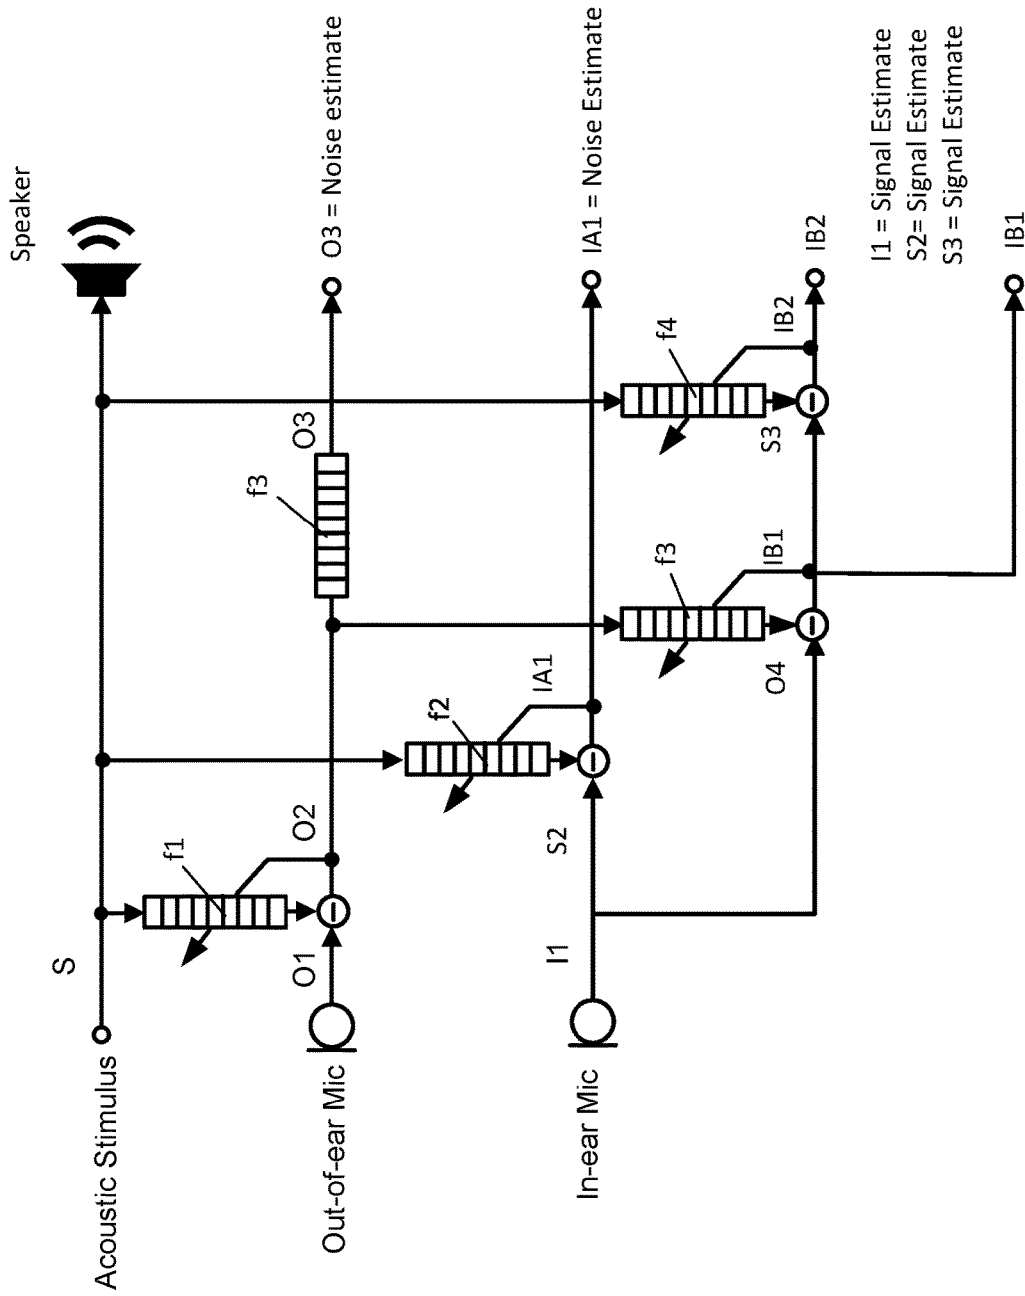 Speaker
S
Acoustic Stimulus
f1
O1
O2
f3
O3
O3 = Noise estimate
Out-of-ear Mic
f2
IA1
S2
I1
IA1 = Noise Estimate
In-ear Mic
f3
IB1
O4
f4
IB2
S3
IB2
I1 = Signal Estimate
S2= Signal Estimate
S3 = Signal Estimate
IB1